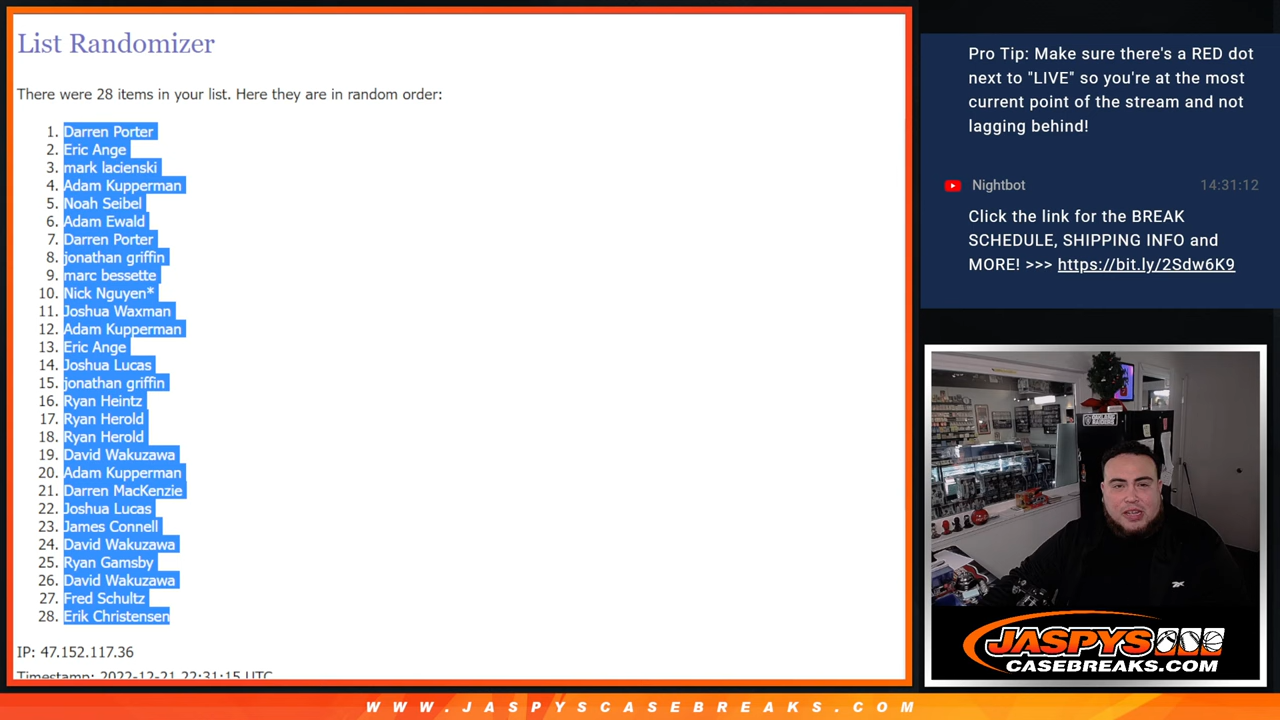 List Randomizer
There were 28 items in your list. Here they are in random order:
1. Darren Porter
2. Eric Ange
3. mark lacienski
4. Adam Kupperman
5. Noah Seibel
6. Adam Ewald
7. Darren Porter
8. jonathan griffin
9. marc bessette
10. Nick Nguyen*
11. Joshua Waxman
12. Adam Kupperman
13. Eric Ange
14. Joshua Lucas
15. jonathan griffin
16. Ryan Heintz
17. Ryan Herold
18. Ryan Herold
19. David Wakuzawa
20. Adam Kupperman
21. Darren MacKenzie
22. Joshua Lucas
23. James Connell
24. David Wakuzawa
25. Ryan Gamsby
26. David Wakuzawa
27. Fred Schultz
28. Erik Christensen
IP: 47.152.117.36
Timestamp: 2022-12-21 22:31:15 UTC
Pro Tip: Make sure there's a RED dot
next to "LIVE" so you're at the most
current point of the stream and not
lagging behind!
Nightbot 14:31:12
Click the link for the BREAK
SCHEDULE, SHIPPING INFO and
MORE! >>> https://bit.ly/2Sdw6K9
JASPYS
CASEBREAKS.COM
WWW.JASPYSCASEBREAKS.COM